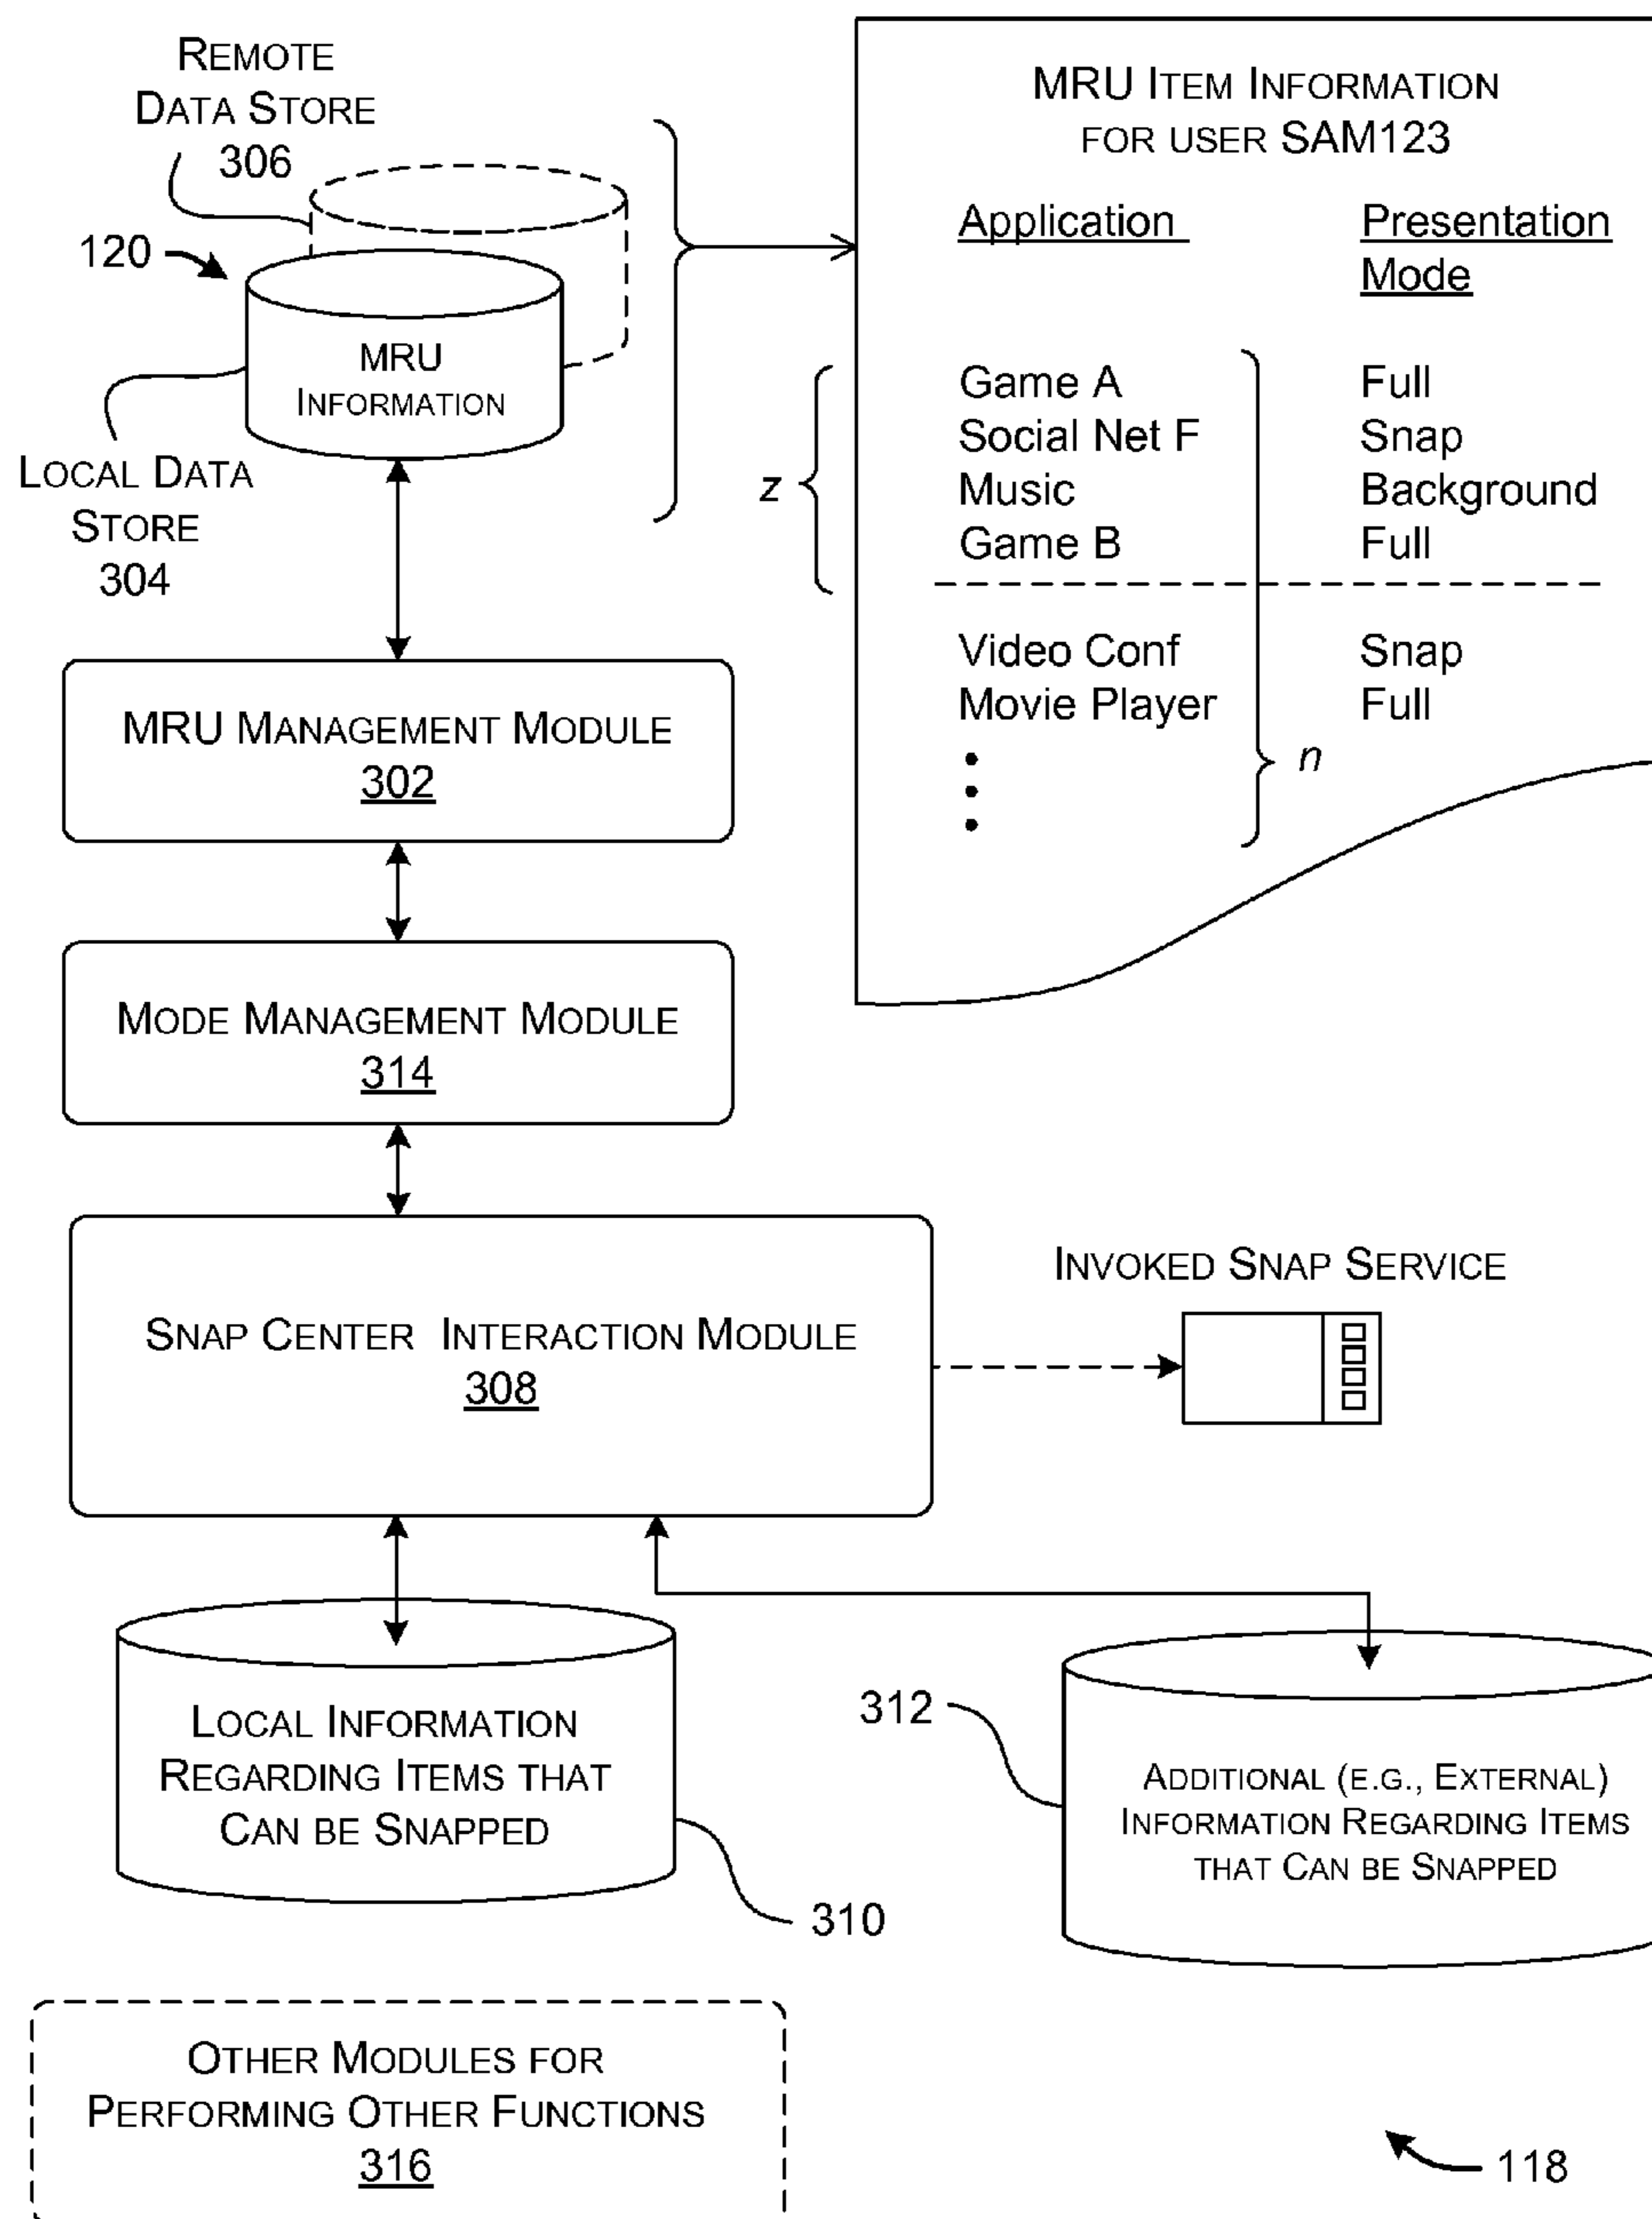 REMOTE
DATA STORE
306
120
MRU
INFORMATION
LOCAL DATA
STORE
304
MRU ITEM INFORMATION
FOR USER SAM123
Application
Presentation
Mode
Game A Full
Social Net F Snap
z
Music Background
Game B Full
Video Conf Snap
Movie Player Full
n
MRU MANAGEMENT MODULE
302
MODE MANAGEMENT MODULE
314
SNAP CENTER INTERACTION MODULE
308
INVOKED SNAP SERVICE
LOCAL INFORMATION
REGARDING ITEMS THAT
CAN BE SNAPPED
310
312
ADDITIONAL (E.G., EXTERNAL)
INFORMATION REGARDING ITEMS
THAT CAN BE SNAPPED
OTHER MODULES FOR
PERFORMING OTHER FUNCTIONS
316
118